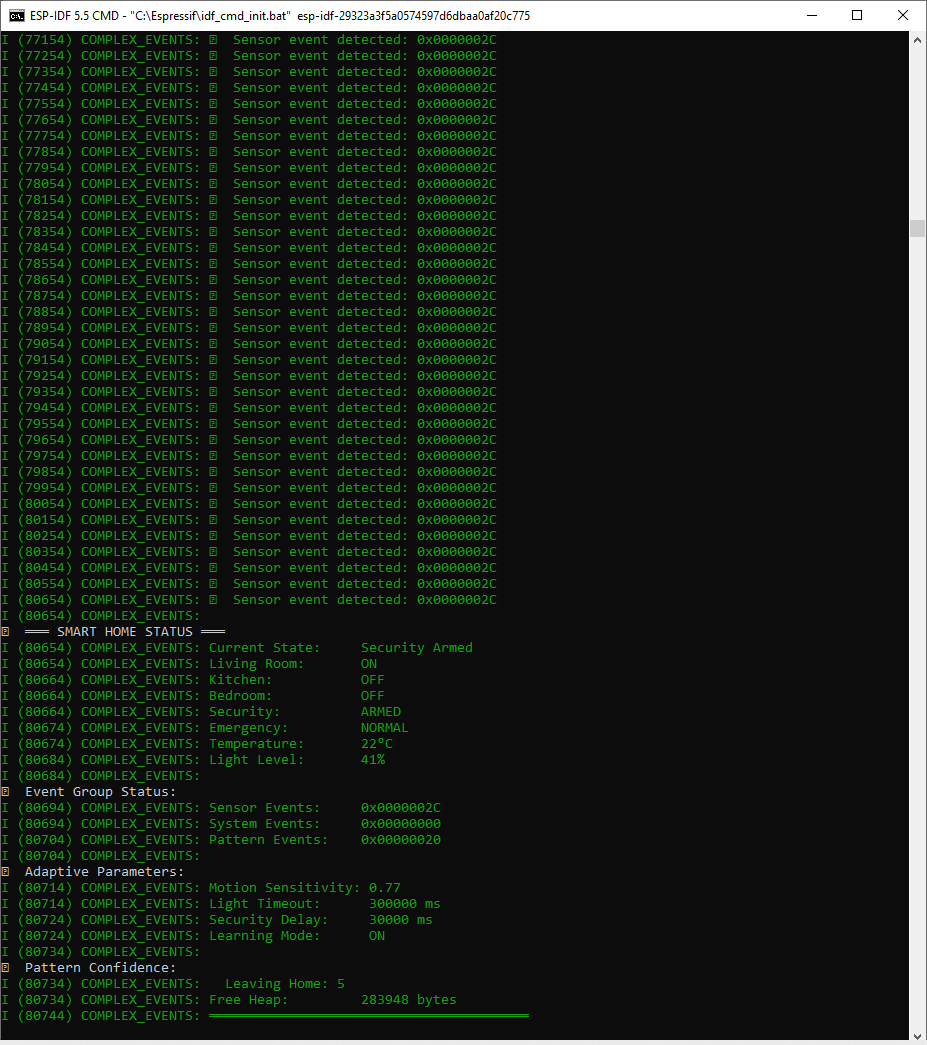 ESP-IDF 5.5 CMD - "C:\Espressif\idf_cmd_init.bat" esp-idf-29323a3f5a0574597d6dbaa0af20c775
I (77154) COMPLEX_EVENTS: ⍰  Sensor event detected: 0x0000002C
I (77254) COMPLEX_EVENTS: ⍰  Sensor event detected: 0x0000002C
I (77354) COMPLEX_EVENTS: ⍰  Sensor event detected: 0x0000002C
I (77454) COMPLEX_EVENTS: ⍰  Sensor event detected: 0x0000002C
I (77554) COMPLEX_EVENTS: ⍰  Sensor event detected: 0x0000002C
I (77654) COMPLEX_EVENTS: ⍰  Sensor event detected: 0x0000002C
I (77754) COMPLEX_EVENTS: ⍰  Sensor event detected: 0x0000002C
I (77854) COMPLEX_EVENTS: ⍰  Sensor event detected: 0x0000002C
I (77954) COMPLEX_EVENTS: ⍰  Sensor event detected: 0x0000002C
I (78054) COMPLEX_EVENTS: ⍰  Sensor event detected: 0x0000002C
I (78154) COMPLEX_EVENTS: ⍰  Sensor event detected: 0x0000002C
I (78254) COMPLEX_EVENTS: ⍰  Sensor event detected: 0x0000002C
I (78354) COMPLEX_EVENTS: ⍰  Sensor event detected: 0x0000002C
I (78454) COMPLEX_EVENTS: ⍰  Sensor event detected: 0x0000002C
I (78554) COMPLEX_EVENTS: ⍰  Sensor event detected: 0x0000002C
I (78654) COMPLEX_EVENTS: ⍰  Sensor event detected: 0x0000002C
I (78754) COMPLEX_EVENTS: ⍰  Sensor event detected: 0x0000002C
I (78854) COMPLEX_EVENTS: ⍰  Sensor event detected: 0x0000002C
I (78954) COMPLEX_EVENTS: ⍰  Sensor event detected: 0x0000002C
I (79054) COMPLEX_EVENTS: ⍰  Sensor event detected: 0x0000002C
I (79154) COMPLEX_EVENTS: ⍰  Sensor event detected: 0x0000002C
I (79254) COMPLEX_EVENTS: ⍰  Sensor event detected: 0x0000002C
I (79354) COMPLEX_EVENTS: ⍰  Sensor event detected: 0x0000002C
I (79454) COMPLEX_EVENTS: ⍰  Sensor event detected: 0x0000002C
I (79554) COMPLEX_EVENTS: ⍰  Sensor event detected: 0x0000002C
I (79654) COMPLEX_EVENTS: ⍰  Sensor event detected: 0x0000002C
I (79754) COMPLEX_EVENTS: ⍰  Sensor event detected: 0x0000002C
I (79854) COMPLEX_EVENTS: ⍰  Sensor event detected: 0x0000002C
I (79954) COMPLEX_EVENTS: ⍰  Sensor event detected: 0x0000002C
I (80054) COMPLEX_EVENTS: ⍰  Sensor event detected: 0x0000002C
I (80154) COMPLEX_EVENTS: ⍰  Sensor event detected: 0x0000002C
I (80254) COMPLEX_EVENTS: ⍰  Sensor event detected: 0x0000002C
I (80354) COMPLEX_EVENTS: ⍰  Sensor event detected: 0x0000002C
I (80454) COMPLEX_EVENTS: ⍰  Sensor event detected: 0x0000002C
I (80554) COMPLEX_EVENTS: ⍰  Sensor event detected: 0x0000002C
I (80654) COMPLEX_EVENTS: ⍰  Sensor event detected: 0x0000002C
I (80654) COMPLEX_EVENTS:
⍰  ═══ SMART HOME STATUS ═══
I (80654) COMPLEX_EVENTS: Current State:     Security Armed
I (80654) COMPLEX_EVENTS: Living Room:       ON
I (80664) COMPLEX_EVENTS: Kitchen:           OFF
I (80664) COMPLEX_EVENTS: Bedroom:           OFF
I (80664) COMPLEX_EVENTS: Security:          ARMED
I (80674) COMPLEX_EVENTS: Emergency:         NORMAL
I (80674) COMPLEX_EVENTS: Temperature:       22°C
I (80684) COMPLEX_EVENTS: Light Level:       41%
I (80684) COMPLEX_EVENTS:
⍰  Event Group Status:
I (80694) COMPLEX_EVENTS: Sensor Events:     0x0000002C
I (80694) COMPLEX_EVENTS: System Events:     0x00000000
I (80704) COMPLEX_EVENTS: Pattern Events:    0x00000020
I (80704) COMPLEX_EVENTS:
⍰  Adaptive Parameters:
I (80714) COMPLEX_EVENTS: Motion Sensitivity: 0.77
I (80714) COMPLEX_EVENTS: Light Timeout:      300000 ms
I (80724) COMPLEX_EVENTS: Security Delay:     30000 ms
I (80724) COMPLEX_EVENTS: Learning Mode:      ON
I (80734) COMPLEX_EVENTS:
⍰  Pattern Confidence:
I (80734) COMPLEX_EVENTS:   Leaving Home: 5
I (80734) COMPLEX_EVENTS: Free Heap:         283948 bytes
I (80744) COMPLEX_EVENTS: ════════════════════════════════════════